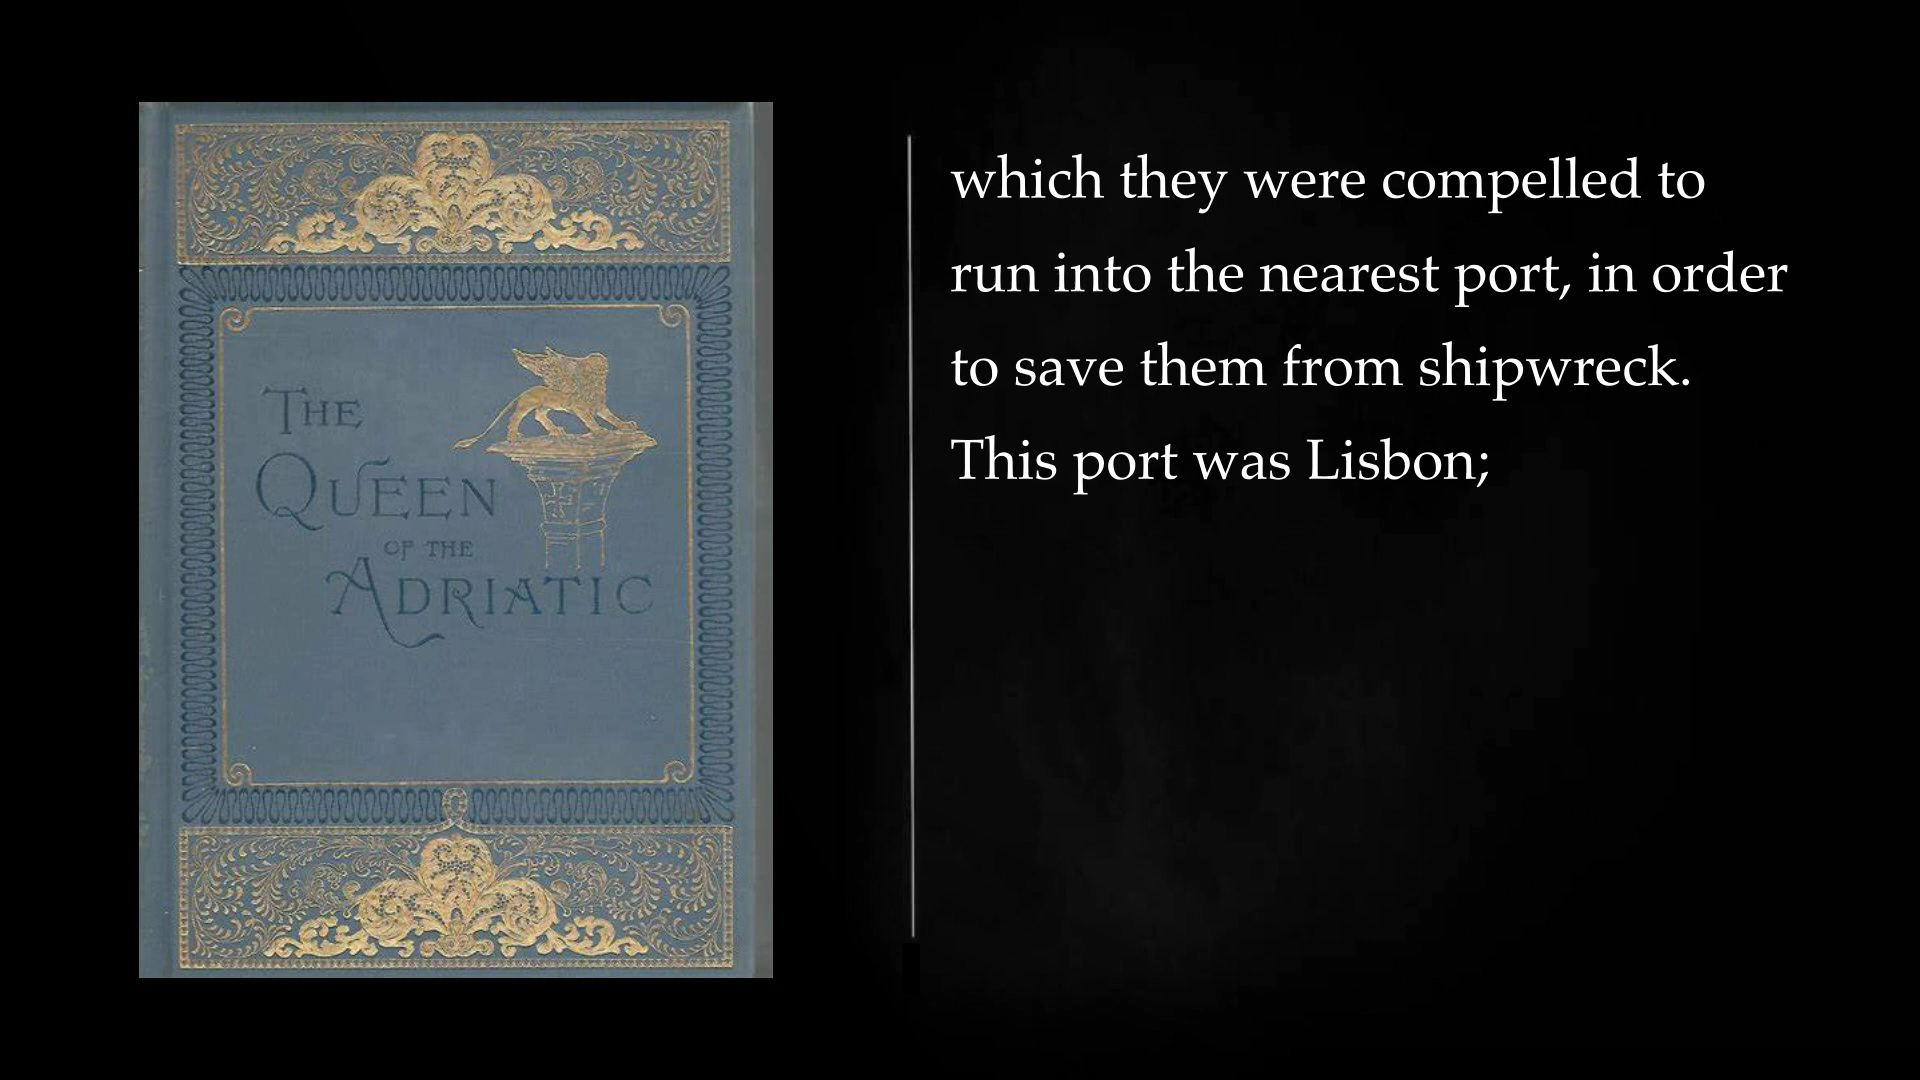 THE
QUEEN
OF THE
ADRIATIC
which they were compelled to
run into the nearest port, in order
to save them from shipwreck.
This port was Lisbon;